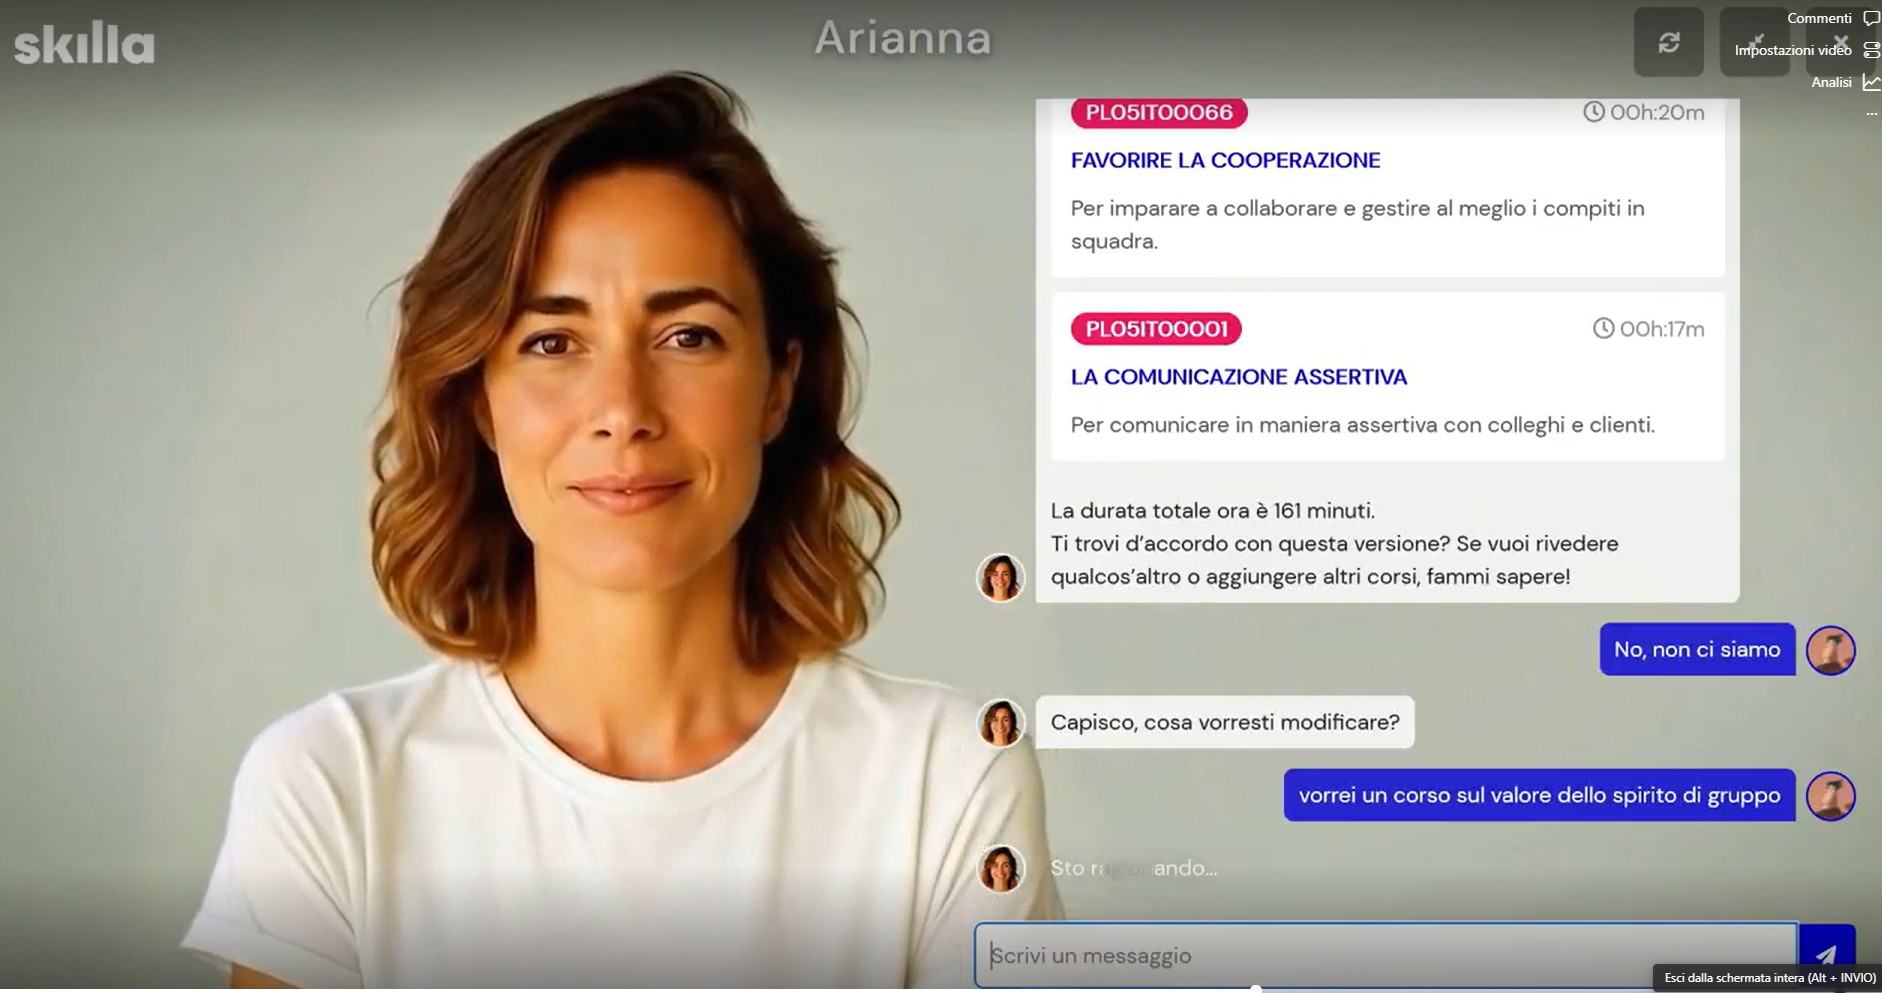 skilla
Arianna
Commenti
Impostazioni video
Analisi
...
PL05IT00066
00h:20m
FAVORIRE LA COOPERAZIONE
Per imparare a collaborare e gestire al meglio i compiti in
squadra.
PL05IT00001
00h:17m
LA COMUNICAZIONE ASSERTIVA
Per comunicare in maniera assertiva con colleghi e clienti.
La durata totale ora è 161 minuti.
Ti trovi d’accordo con questa versione? Se vuoi rivedere
qualcos’altro o aggiungere altri corsi, fammi sapere!
No, non ci siamo
Capisco, cosa vorresti modificare?
vorrei un corso sul valore dello spirito di gruppo
Sto ragionando...
Scrivi un messaggio
Esci dalla schermata intera (Alt + INVIO)